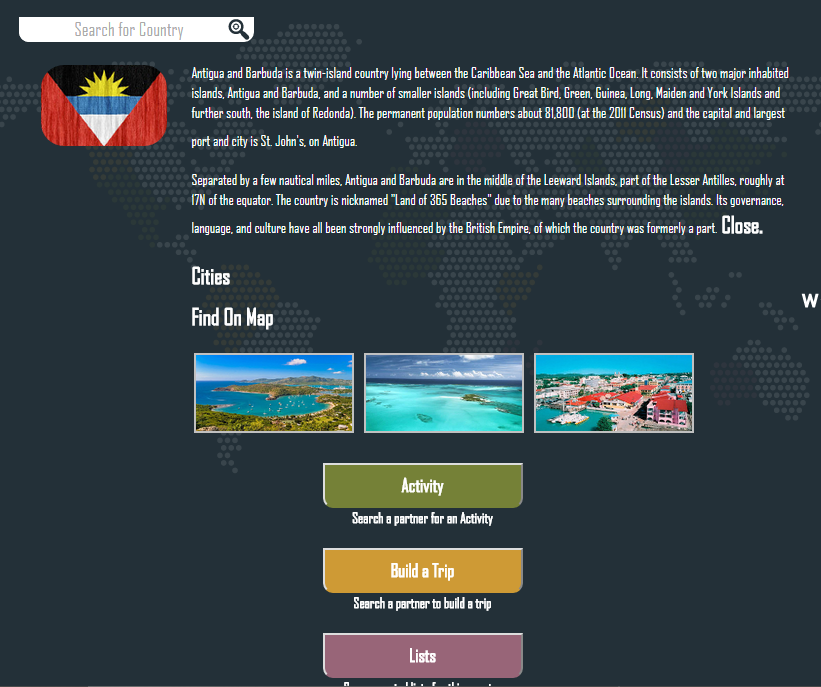 Search for Country
Antigua and Barbuda is a twin-island country lying between the Caribbean Sea and the Atlantic Ocean. It consists of two major inhabited
islands, Antigua and Barbuda, and a number of smaller islands (including Great Bird, Green, Guinea, Long, Maiden and York Islands and
further south, the island of Redonda). The permanent population numbers about 81,800 (at the 2011 Census) and the capital and largest
port and city is St. John's, on Antigua.
Separated by a few nautical miles, Antigua and Barbuda are in the middle of the Leeward Islands, part of the Lesser Antilles, roughly at
17N of the equator. The country is nicknamed "Land of 365 Beaches" due to the many beaches surrounding the islands. Its governance,
language, and culture have all been strongly influenced by the British Empire, of which the country was formerly a part. Close.
Cities
W
Find On Map
Activity
Search a partner for an Activity
Build a Trip
Search a partner to build a trip
Lists